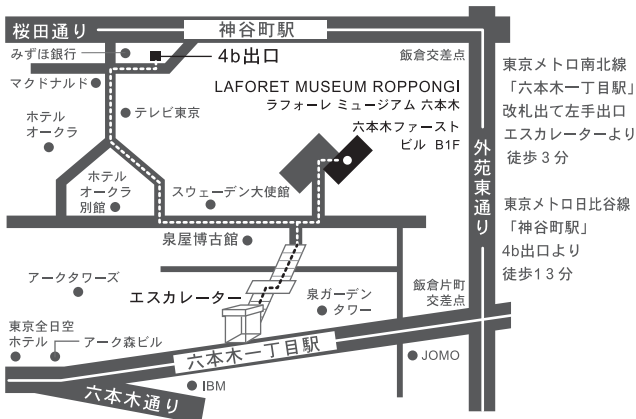 桜田通り
神谷町駅
みずほ銀行
4b出口
飯倉交差点
マクドナルド
LAFORET MUSEUM ROPPONGI
ラフォーレ ミュージアム 六本木
六本木ファースト
ビル B1F
テレビ東京
ホテル
オークラ
ホテル
オークラ
別館
スウェーデン大使館
外苑東通り
泉屋博古館
アークタワーズ
エスカレーター
泉ガーデン
タワー
飯倉片町
交差点
東京全日空
ホテル
アーク森ビル
六本木一丁目駅
JOMO
IBM
六本木通り
東京メトロ南北線
「六本木一丁目駅」
改札出て左手出口
エスカレーターより
徒歩3分
東京メトロ日比谷線
「神谷町駅」
4b出口より
徒歩13分